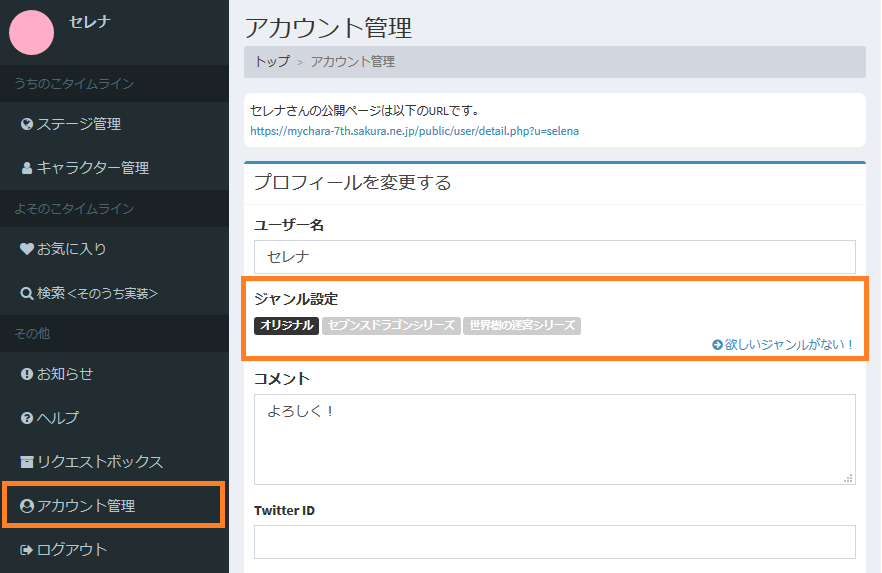 セレナ
うちのこタイムライン
ステージ管理
キャラクター管理
よそのこタイムライン
お気に入り
検索<そのうち実装>
その他
お知らせ
ヘルプ
リクエストボックス
アカウント管理
ログアウト
アカウント管理
トップ > アカウント管理
セレナさんの公開ページは以下のURLです。
https://mychara-7th.sakura.ne.jp/public/user/detail.php?u=selena
プロフィールを変更する
ユーザー名
セレナ
ジャンル設定
オリジナル セブンスドラゴンシリーズ 世界樹の迷宮シリーズ
欲しいジャンルがない！
コメント
よろしく！
Twitter ID